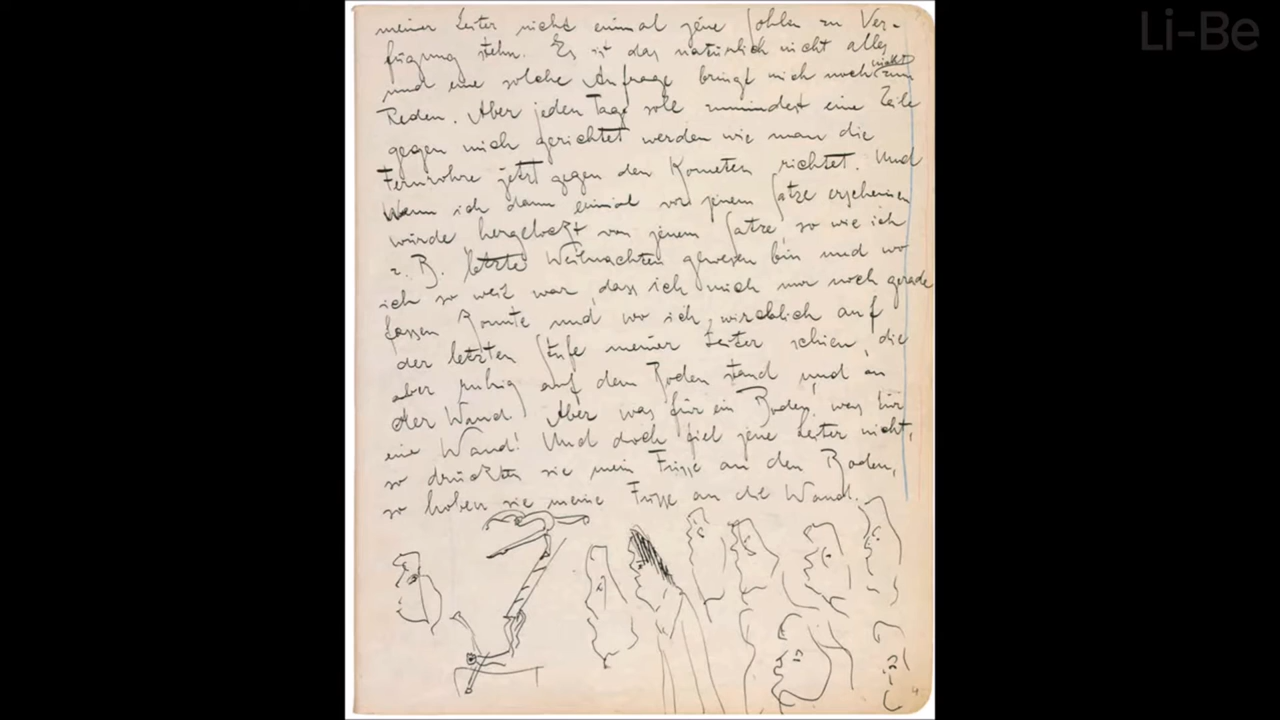 Li-Be
meiner Leiter nicht einmal jene Sohlen zu Ver-
fügung stehn. Es ist das natürlich nicht alles
und eine solche Anfrage bringt mich noch nicht zum
Reden. Aber jeden Tag soll zumindest eine Zeile
gegen mich gerichtet werden wie man die
Fernrohre jetzt gegen den Kometen richtet. Und
wenn ich dann einmal vor jenem Satze erscheinen
würde hergelockt von jenem Satze, so wie ich
z. B. letzte Weihnachten gewesen bin und wo
ich so weit war, dass ich mich nur noch gerade
fassen konnte und wo ich wirklich auf
der letzten Stufe meiner Leiter schien, die
aber ruhig auf dem Boden stand und an
der Wand. Aber was für ein Boden, was für
eine Wand! Und doch fiel jene Leiter nicht,
so drückten sie meine Füsse an den Boden,
so hoben sie meine Füsse an die Wand.